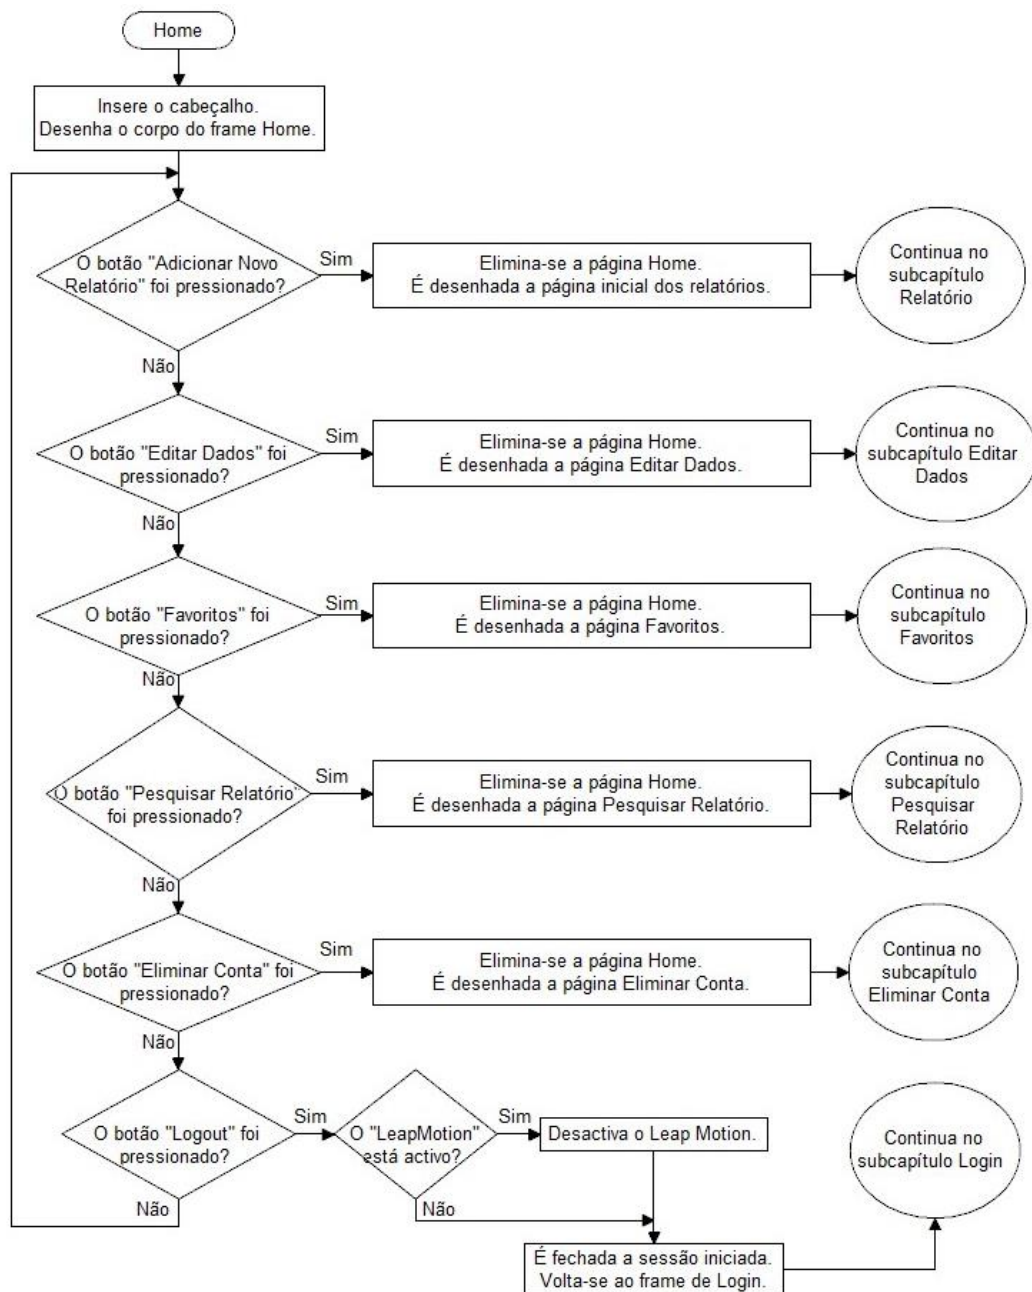 Home
Insere o cabeçalho.
Desenha o corpo do frame Home.
O botão "Adicionar Novo
Relatório" foi pressionado?
Sim
Elimina-se a página Home.
É desenhada a página inicial dos relatórios.
Continua no
subcapítulo
Relatório
Não
O botão "Editar Dados" foi
pressionado?
Sim
Elimina-se a página Home.
É desenhada a página Editar Dados.
Continua no
subcapítulo Editar
Dados
Não
O botão "Favoritos" foi
pressionado?
Sim
Elimina-se a página Home.
É desenhada a página Favoritos.
Continua no
subcapítulo
Favoritos
Não
O botão "Pesquisar Relatório"
foi pressionado?
Sim
Elimina-se a página Home.
É desenhada a página Pesquisar Relatório.
Continua no
subcapítulo
Pesquisar
Relatório
Não
O botão "Eliminar Conta" foi
pressionado?
Sim
Elimina-se a página Home.
É desenhada a página Eliminar Conta.
Continua no
subcapítulo
Eliminar Conta
Não
O botão "Logout" foi
pressionado?
Sim
O "LeapMotion"
está activo?
Sim
Desactiva o Leap Motion.
Continua no
subcapítulo Login
Não
Não
É fechada a sessão iniciada.
Volta-se ao frame de Login.